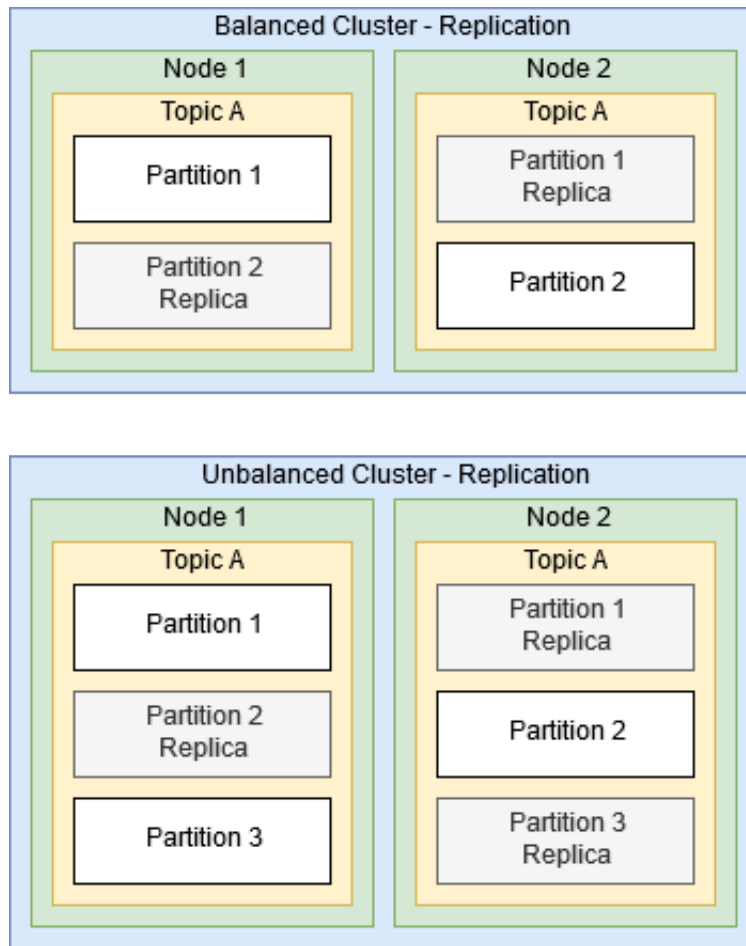 Balanced Cluster - Replication
Node 1
Topic A
Partition 1
Partition 2
Replica
Node 2
Topic A
Partition 1
Replica
Partition 2
Unbalanced Cluster - Replication
Node 1
Topic A
Partition 1
Partition 2
Replica
Partition 3
Node 2
Topic A
Partition 1
Replica
Partition 2
Partition 3
Replica